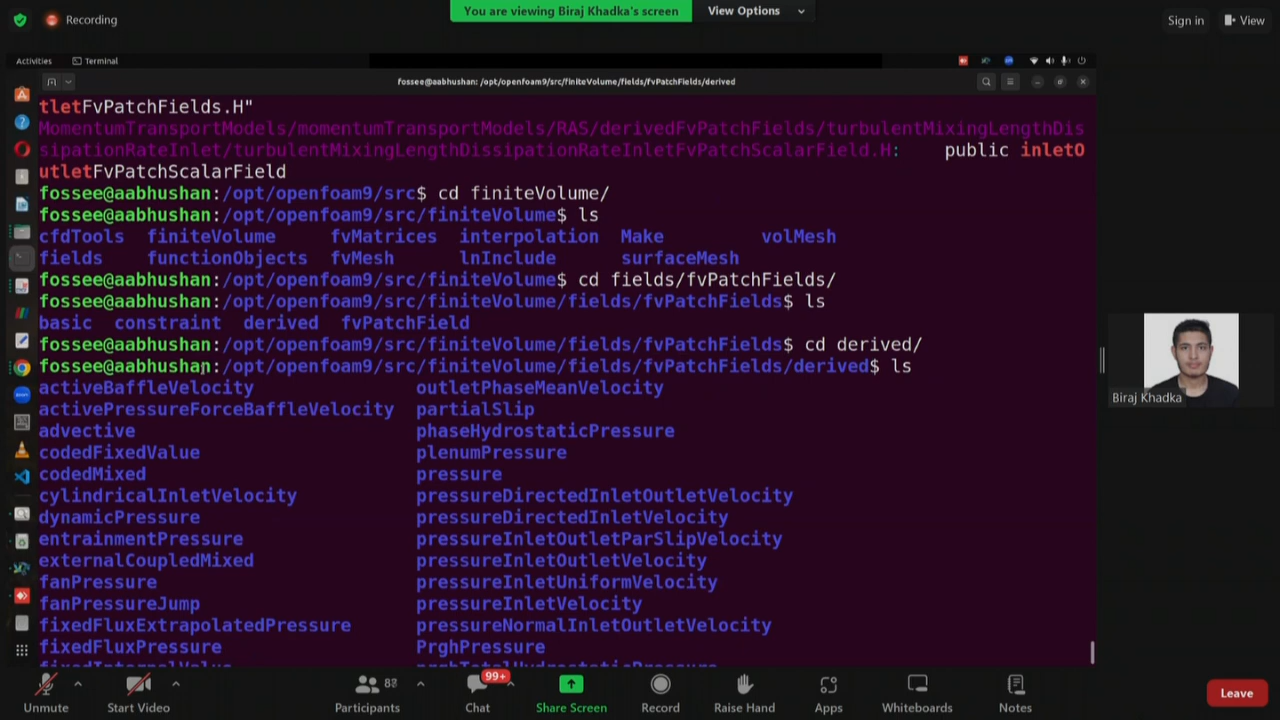 Recording
You are viewing Biraj Khadka's screen
View Options
Sign in
View
Activities
Terminal
fossee@aabhushan: /opt/openfoam9/src/finiteVolume/fields/fvPatchFields/derived
tletFvPatchFields.H"
MomentumTransportModels/momentumTransportModels/RAS/derivedFvPatchFields/turbulentMixingLengthDis
sipationRateInlet/turbulentMixingLengthDissipationRateInletFvPatchScalarField.H: public inletO
utletFvPatchScalarField
fossee@aabhushan:/opt/openfoam9/src$ cd finiteVolume/
fossee@aabhushan:/opt/openfoam9/src/finiteVolume$ ls
cfdTools finiteVolume fvMatrices interpolation Make volMesh
fields functionObjects fvMesh lnInclude surfaceMesh
fossee@aabhushan:/opt/openfoam9/src/finiteVolume$ cd fields/fvPatchFields/
fossee@aabhushan:/opt/openfoam9/src/finiteVolume/fields/fvPatchFields$ ls
basic constraint derived fvPatchField
fossee@aabhushan:/opt/openfoam9/src/finiteVolume/fields/fvPatchFields$ cd derived/
fossee@aabhushan:/opt/openfoam9/src/finiteVolume/fields/fvPatchFields/derived$ ls
activeBaffleVelocity outletPhaseMeanVelocity
activePressureForceBaffleVelocity partialSlip
advective phaseHydrostaticPressure
codedFixedValue plenumPressure
codedMixed pressure
cylindricalInletVelocity pressureDirectedInletOutletVelocity
dynamicPressure pressureDirectedInletVelocity
entrainmentPressure pressureInletOutletParSlipVelocity
externalCoupledMixed pressureInletOutletVelocity
fanPressure pressureInletUniformVelocity
fanPressureJump pressureInletVelocity
fixedFluxExtrapolatedPressure pressureNormalInletOutletVelocity
fixedFluxPressure PrghPressure
fixedInternalValue prghTotalHydrostaticPressure
Biraj Khadka
Unmute
Start Video
Participants
Chat
99+
Share Screen
Record
Raise Hand
Apps
Whiteboards
Notes
Leave